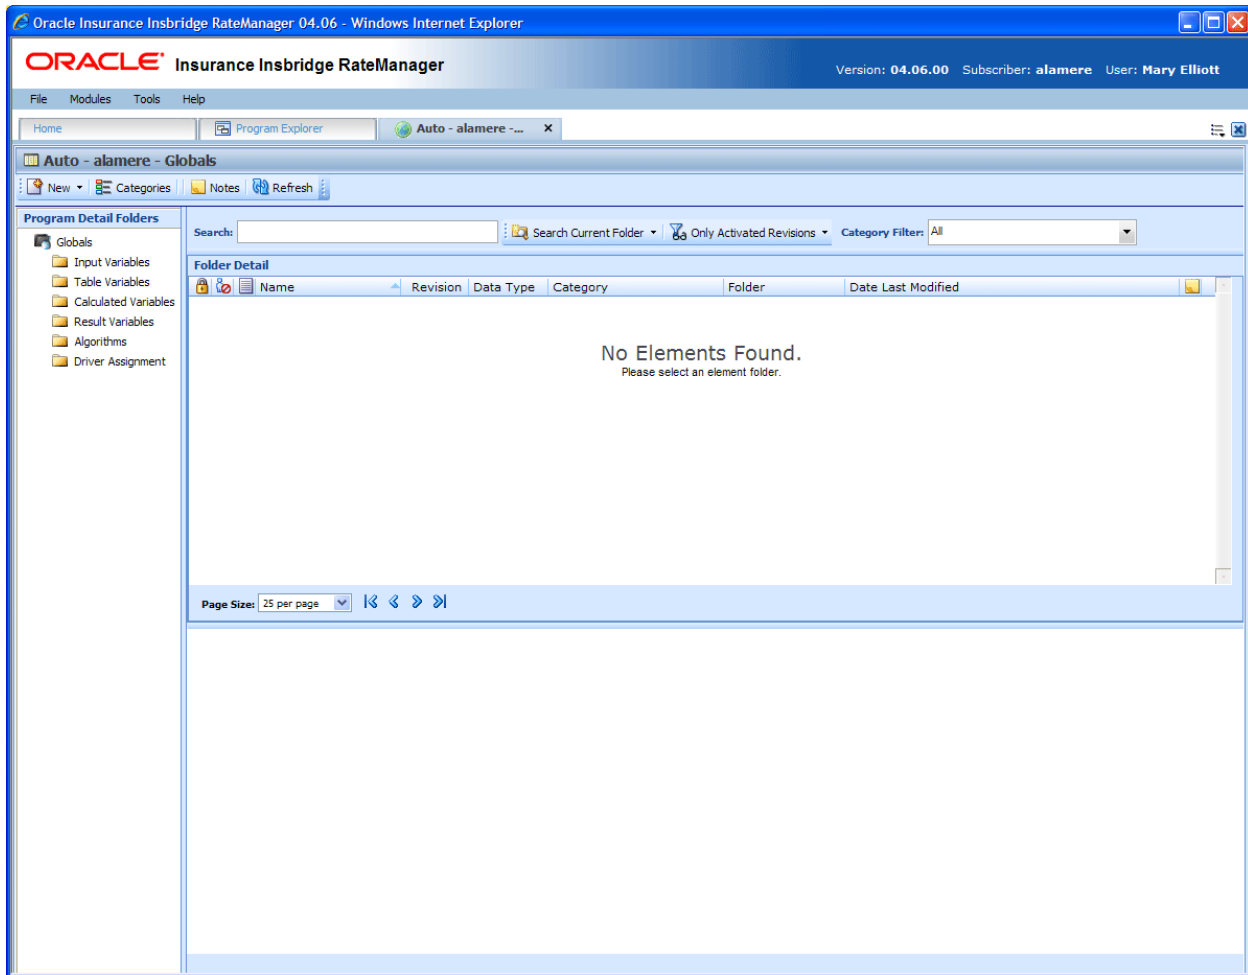 Oracle Insurance Insbridge RateManager 04.06 - Windows Internet Explorer
ORACLE Insurance Insbridge RateManager
Version: 04.06.00 Subscriber: alamere User: Mary Elliott
File Modules Tools Help
Home Program Explorer Auto - alamere -...
Auto - alamere - Globals
New Categories Notes Refresh
Program Detail Folders
Globals
Input Variables
Table Variables
Calculated Variables
Result Variables
Algorithms
Driver Assignment
Search: Search Current Folder Only Activated Revisions Category Filter: All
Folder Detail
Name Revision Data Type Category Folder Date Last Modified
No Elements Found.
Please select an element folder.
Page Size: 25 per page